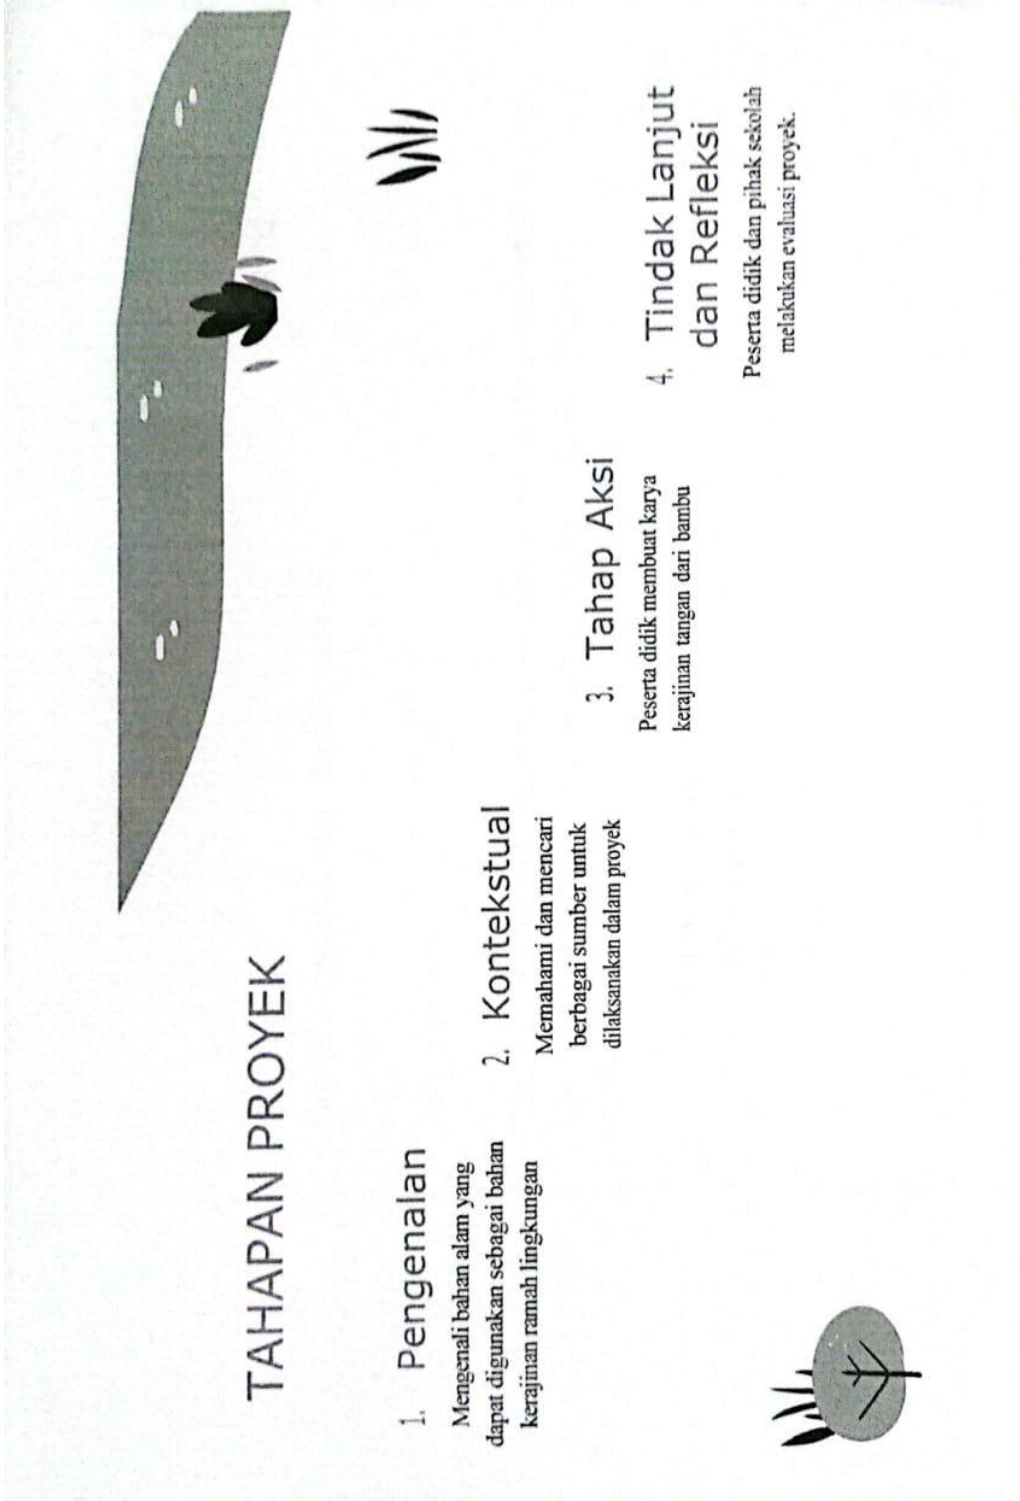 TAHAPAN PROYEK
1. Pengenalan
Mengenali bahan alam yang
dapat digunakan sebagai bahan
kerajinan ramah lingkungan
2. Kontekstual
Memahami dan mencari
berbagai sumber untuk
dilaksanakan dalam proyek
3. Tahap Aksi
Peserta didik membuat karya
kerajinan tangan dari bambu
4. Tindak Lanjut
dan Refleksi
Peserta didik dan pihak sekolah
melakukan evaluasi proyek.